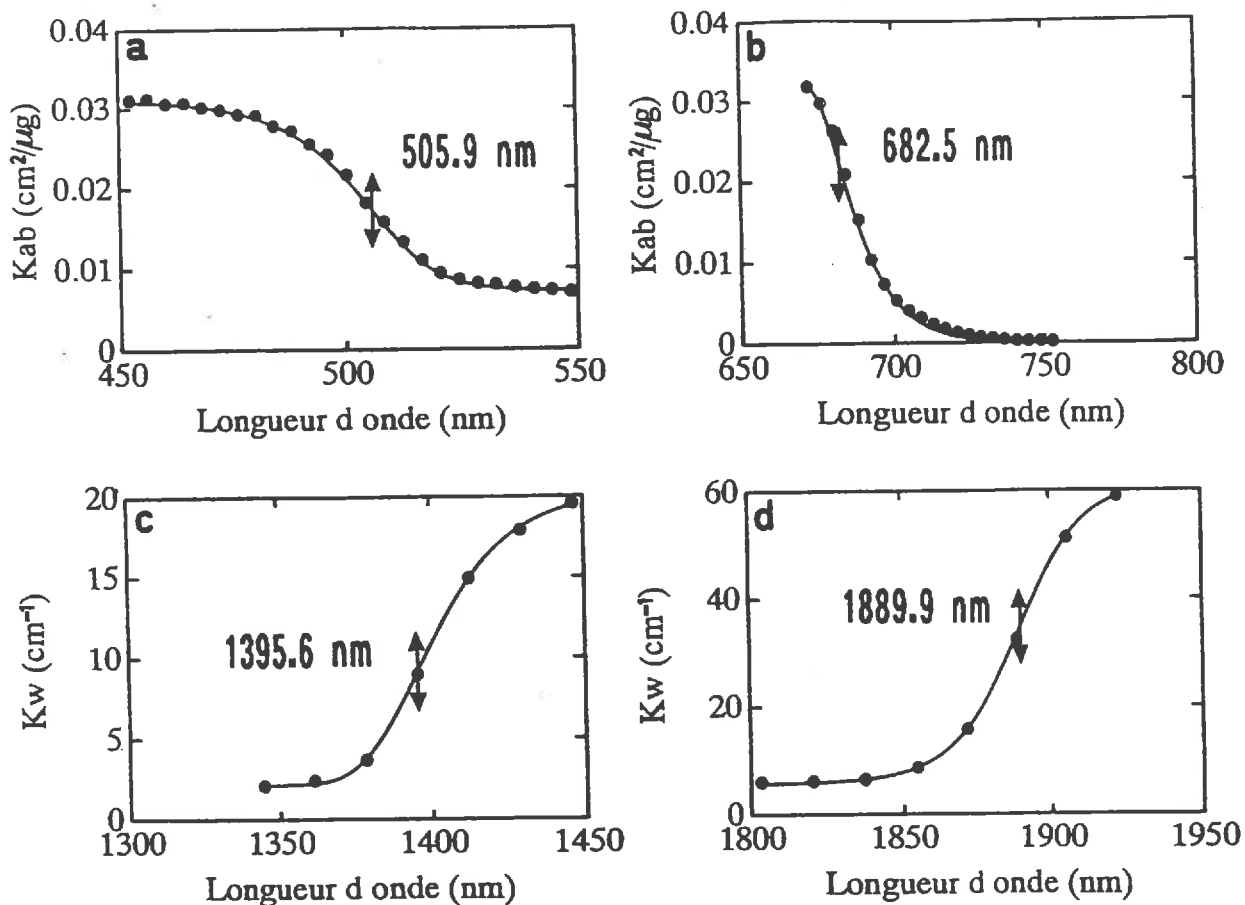 a
Kab (cm²/µg)
0.04
0.03
0.02
0.01
0
505.9 nm
450 500 550
Longueur d onde (nm)
b
Kab (cm²/µg)
0.04
0.03
0.02
0.01
0
682.5 nm
650 700 750 800
Longueur d onde (nm)
c
Kw (cm⁻¹)
20
15
10
5
0
1395.6 nm
1300 1350 1400 1450
Longueur d onde (nm)
d
Kw (cm⁻¹)
60
40
20
0
1889.9 nm
1800 1850 1900 1950
Longueur d onde (nm)